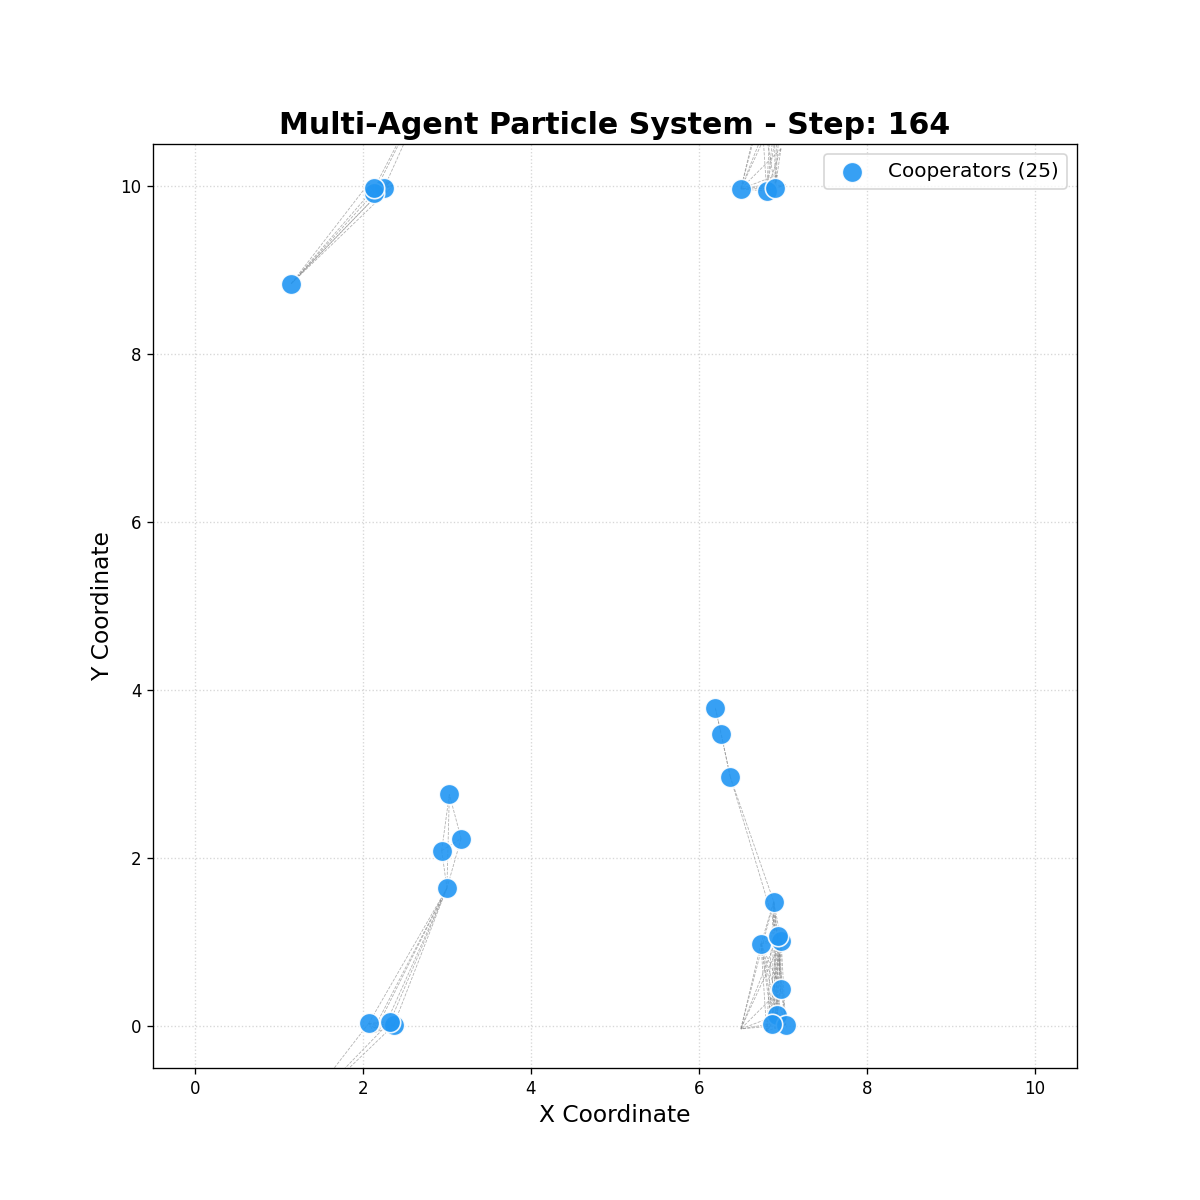 Multi-Agent Particle System - Step: 164
Cooperators (25)
10
8
6
4
2
0
Y Coordinate
0 2 4 6 8 10
X Coordinate